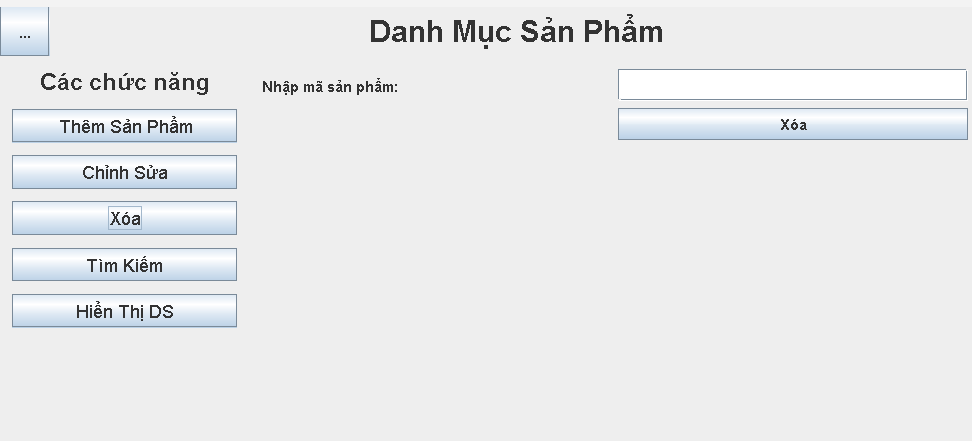 ...
Danh Mục Sản Phẩm
Các chức năng
Thêm Sản Phẩm
Chỉnh Sửa
Xóa
Tìm Kiếm
Hiển Thị DS
Nhập mã sản phẩm:
Xóa